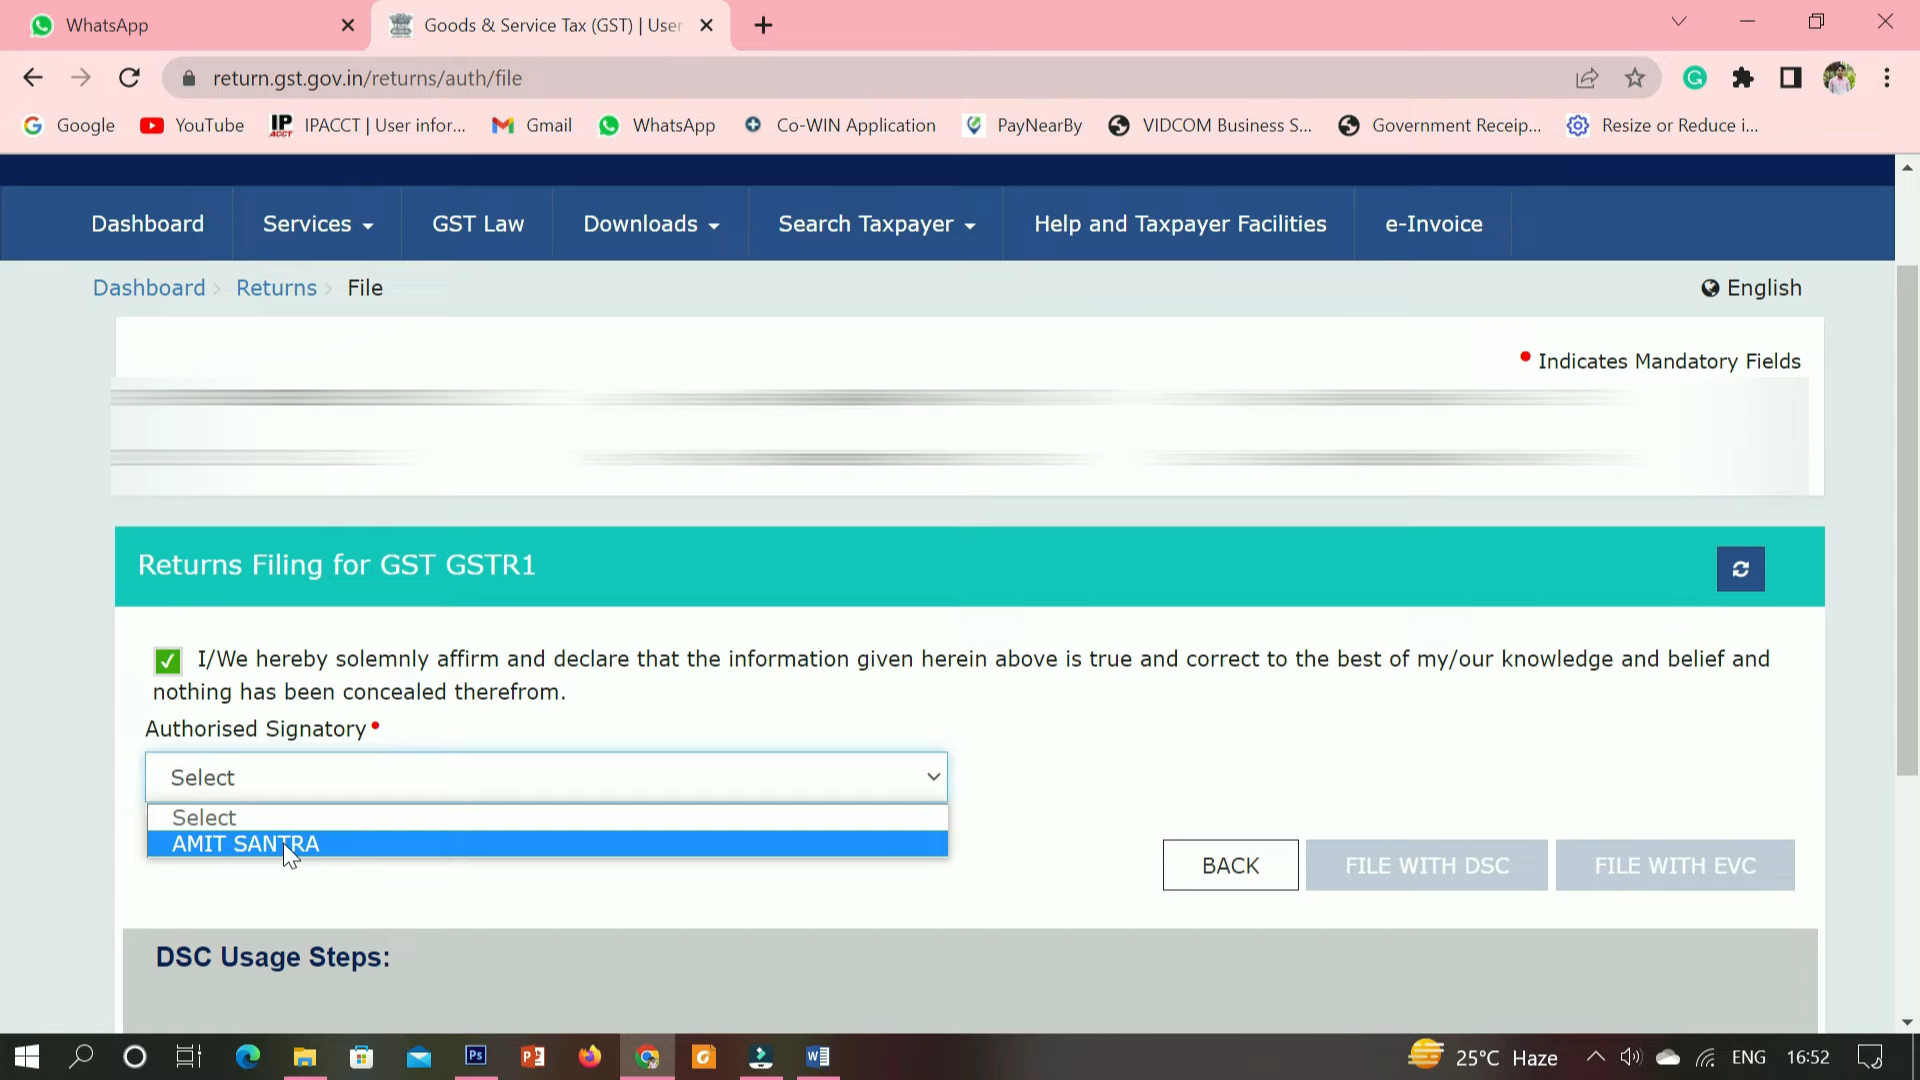 WhatsApp
Goods & Service Tax (GST) | User
return.gst.gov.in/returns/auth/file
Google YouTube IPACCT | User infor... Gmail WhatsApp Co-WIN Application PayNearBy VIDCOM Business S... Government Receip... Resize or Reduce i...
Dashboard Services GST Law Downloads Search Taxpayer Help and Taxpayer Facilities e-Invoice
Dashboard Returns File English
Indicates Mandatory Fields
Returns Filing for GST GSTR1
I/We hereby solemnly affirm and declare that the information given herein above is true and correct to the best of my/our knowledge and belief and
nothing has been concealed therefrom.
Authorised Signatory
Select
Select
AMIT SANTRA
BACK FILE WITH DSC FILE WITH EVC
DSC Usage Steps:
25°C Haze ENG 16:52